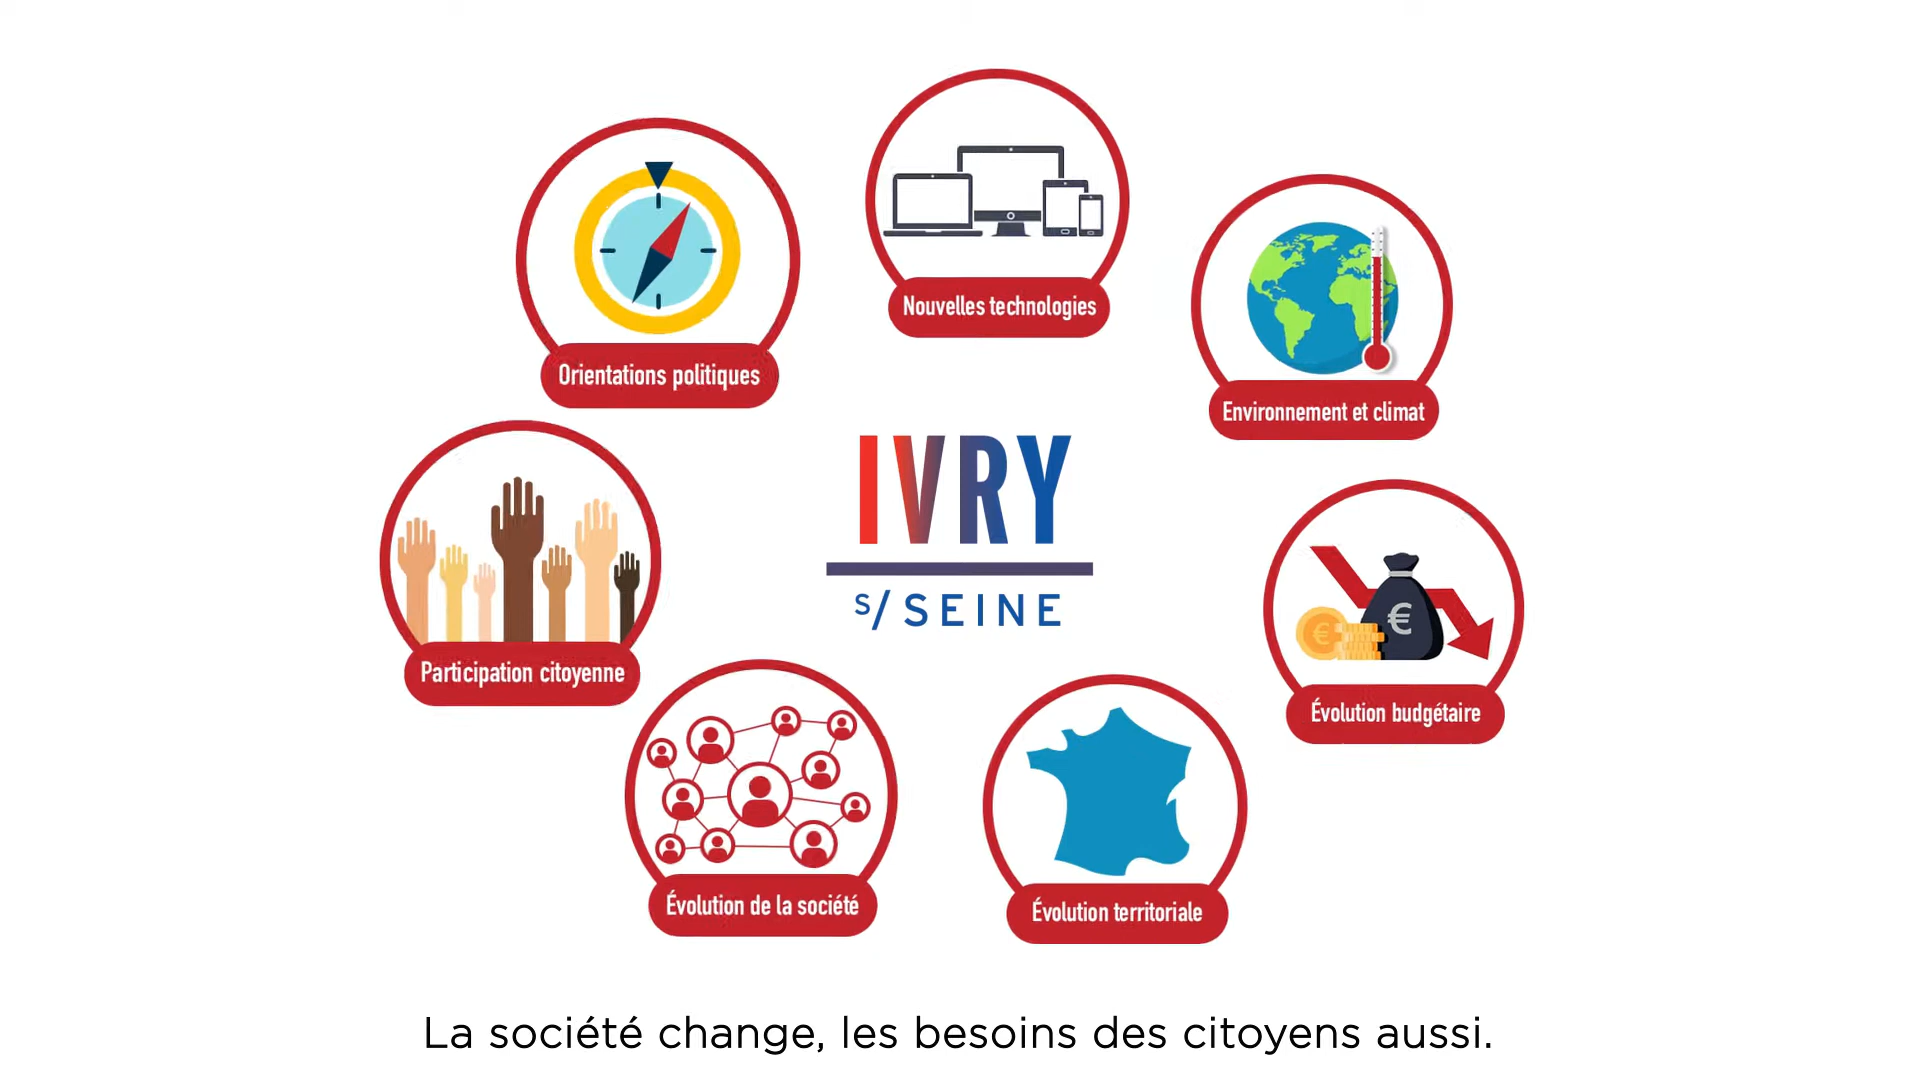 Nouvelles technologies
Orientations politiques
Environnement et climat
IVRY
s/ SEINE
Participation citoyenne
€
€
Évolution budgétaire
Évolution de la société
Évolution territoriale
La société change, les besoins des citoyens aussi.